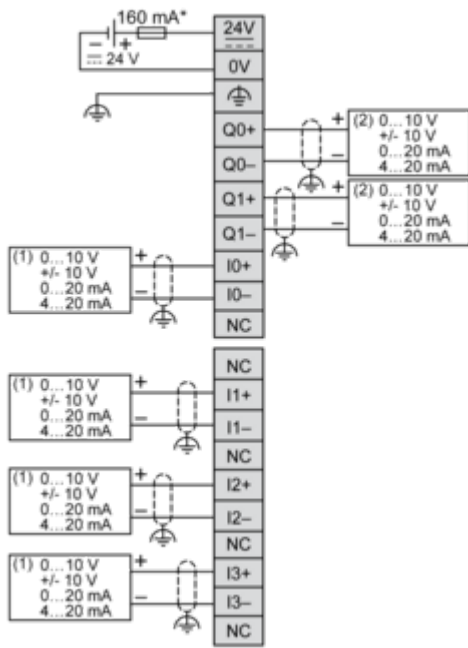 160 mA*
24V
⎓
− +
⎓ 24 V
0V
Q0+
+
(2) 0...10 V
+/- 10 V
0...20 mA
4...20 mA
Q0−
−
Q1+
+
(2) 0...10 V
+/- 10 V
0...20 mA
4...20 mA
Q1−
−
(1) 0...10 V
+/- 10 V
0...20 mA
4...20 mA
+
I0+
−
I0−
NC
NC
(1) 0...10 V
+/- 10 V
0...20 mA
4...20 mA
+
I1+
−
I1−
NC
(1) 0...10 V
+/- 10 V
0...20 mA
4...20 mA
+
I2+
−
I2−
NC
(1) 0...10 V
+/- 10 V
0...20 mA
4...20 mA
+
I3+
−
I3−
NC